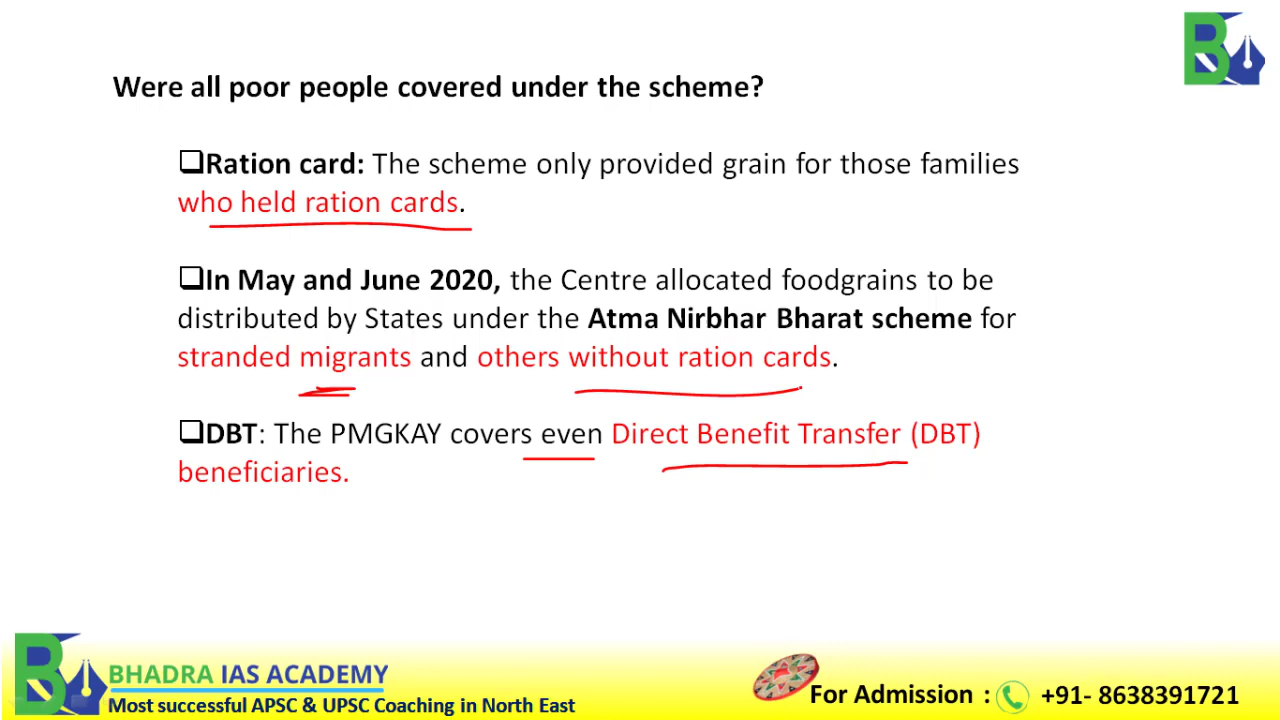 Were all poor people covered under the scheme?
Ration card: The scheme only provided grain for those families
who held ration cards.
In May and June 2020, the Centre allocated foodgrains to be
distributed by States under the Atma Nirbhar Bharat scheme for
stranded migrants and others without ration cards.
DBT: The PMGKAY covers even Direct Benefit Transfer (DBT)
beneficiaries.
BHADRA IAS ACADEMY
Most successful APSC & UPSC Coaching in North East
For Admission : +91- 8638391721